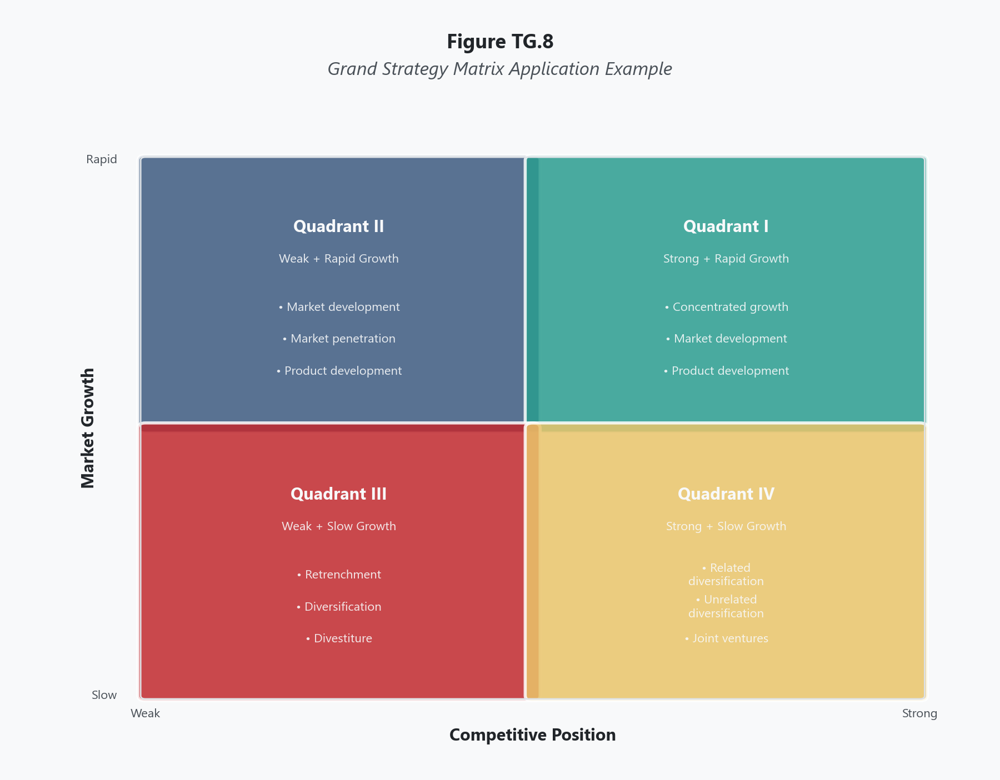 Figure TG.8
Grand Strategy Matrix Application Example
Rapid
Quadrant II
Weak + Rapid Growth
• Market development
• Market penetration
• Product development
Quadrant I
Strong + Rapid Growth
• Concentrated growth
• Market development
• Product development
Market Growth
Quadrant III
Weak + Slow Growth
• Retrenchment
• Diversification
• Divestiture
Quadrant IV
Strong + Slow Growth
• Related
diversification
• Unrelated
diversification
• Joint ventures
Slow
Weak
Strong
Competitive Position